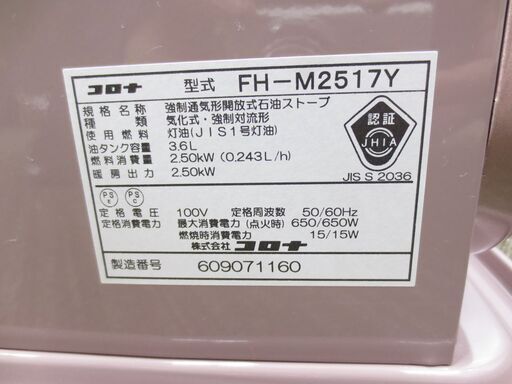 コロナ 型式 FH-M2517Y
規格名称 強制通気形開放式石油ストーブ
種類 気化式・強制対流形
使用燃料 灯油(JIS1号灯油)
油タンク容量 3.6L
燃料消費量 2.50kW (0.243L/h)
暖房出力 2.50kW
認証
JHIA
JIS S 2036
PS E PS C
定格電圧 100V 定格周波数 50/60Hz
定格消費電力 最大消費電力 (点火時) 650/650W
燃焼時消費電力 15/15W
株式会社 コロナ
製造番号 609071160